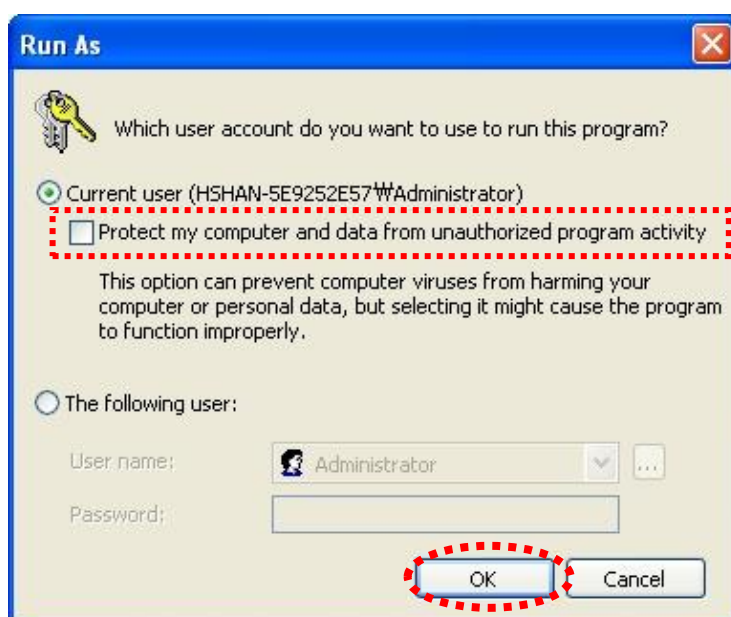 Run As
Which user account do you want to use to run this program?
Current user (HSHAN-5E9252E57₩Administrator)
Protect my computer and data from unauthorized program activity
This option can prevent computer viruses from harming your
computer or personal data, but selecting it might cause the program
to function improperly.
The following user:
User name:
Administrator
...
Password:
OK
Cancel